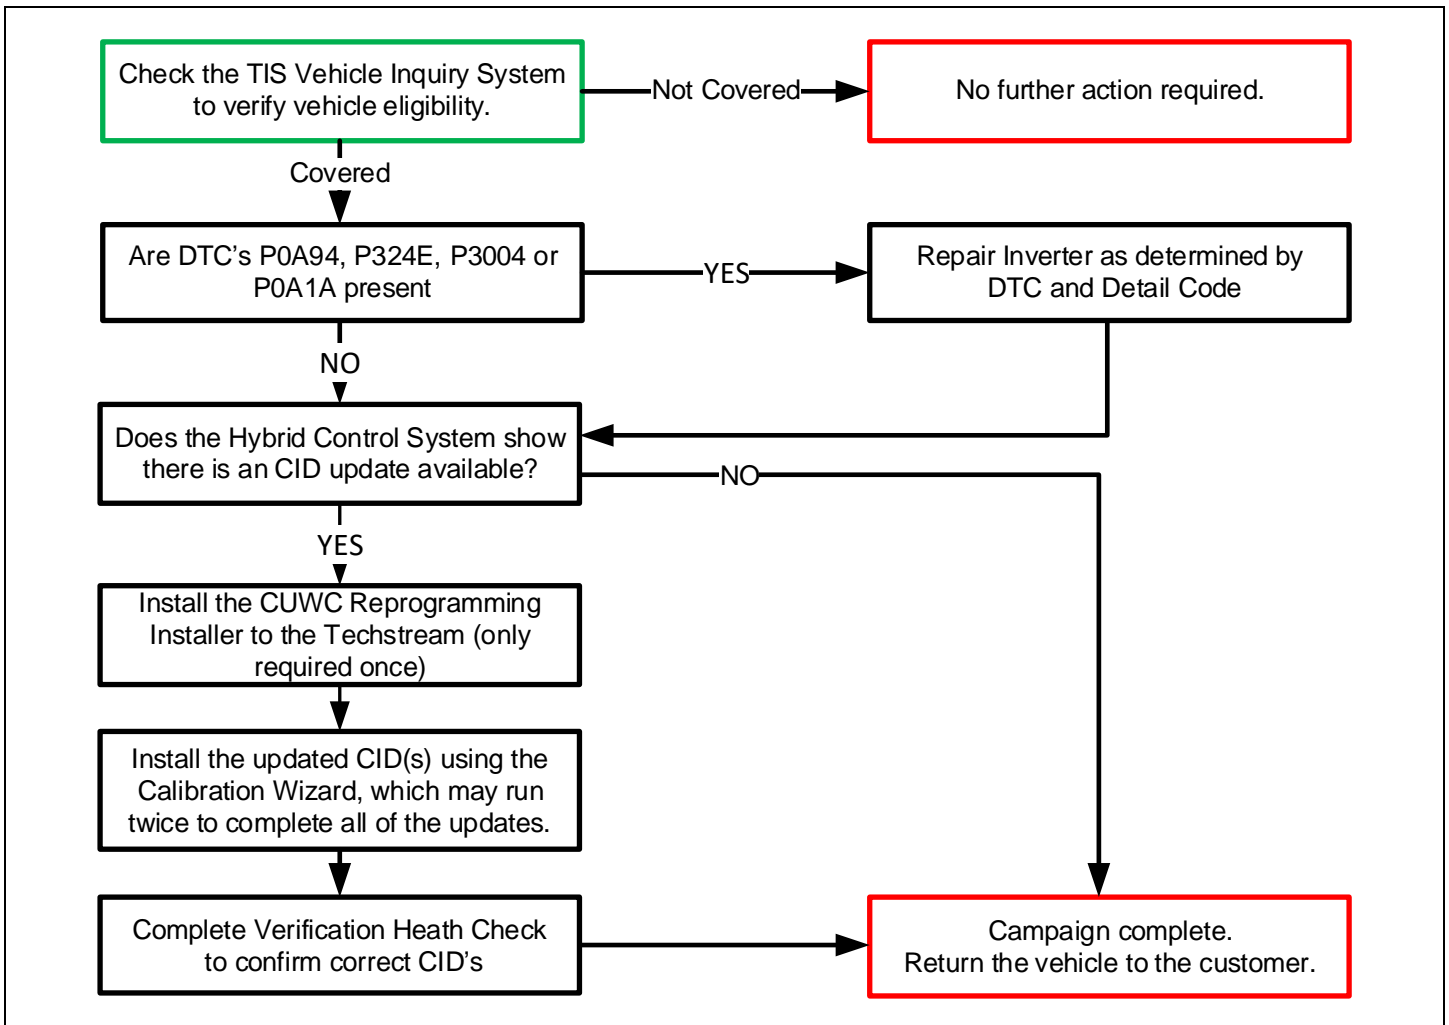 Check the TIS Vehicle Inquiry System
to verify vehicle eligibility.
Not Covered
No further action required.
Covered
Are DTC’s P0A94, P324E, P3004 or
P0A1A present
YES
Repair Inverter as determined by
DTC and Detail Code
NO
Does the Hybrid Control System show
there is an CID update available?
NO
YES
Install the CUWC Reprogramming
Installer to the Techstream (only
required once)
Install the updated CID(s) using the
Calibration Wizard, which may run
twice to complete all of the updates.
Complete Verification Heath Check
to confirm correct CID’s
Campaign complete.
Return the vehicle to the customer.